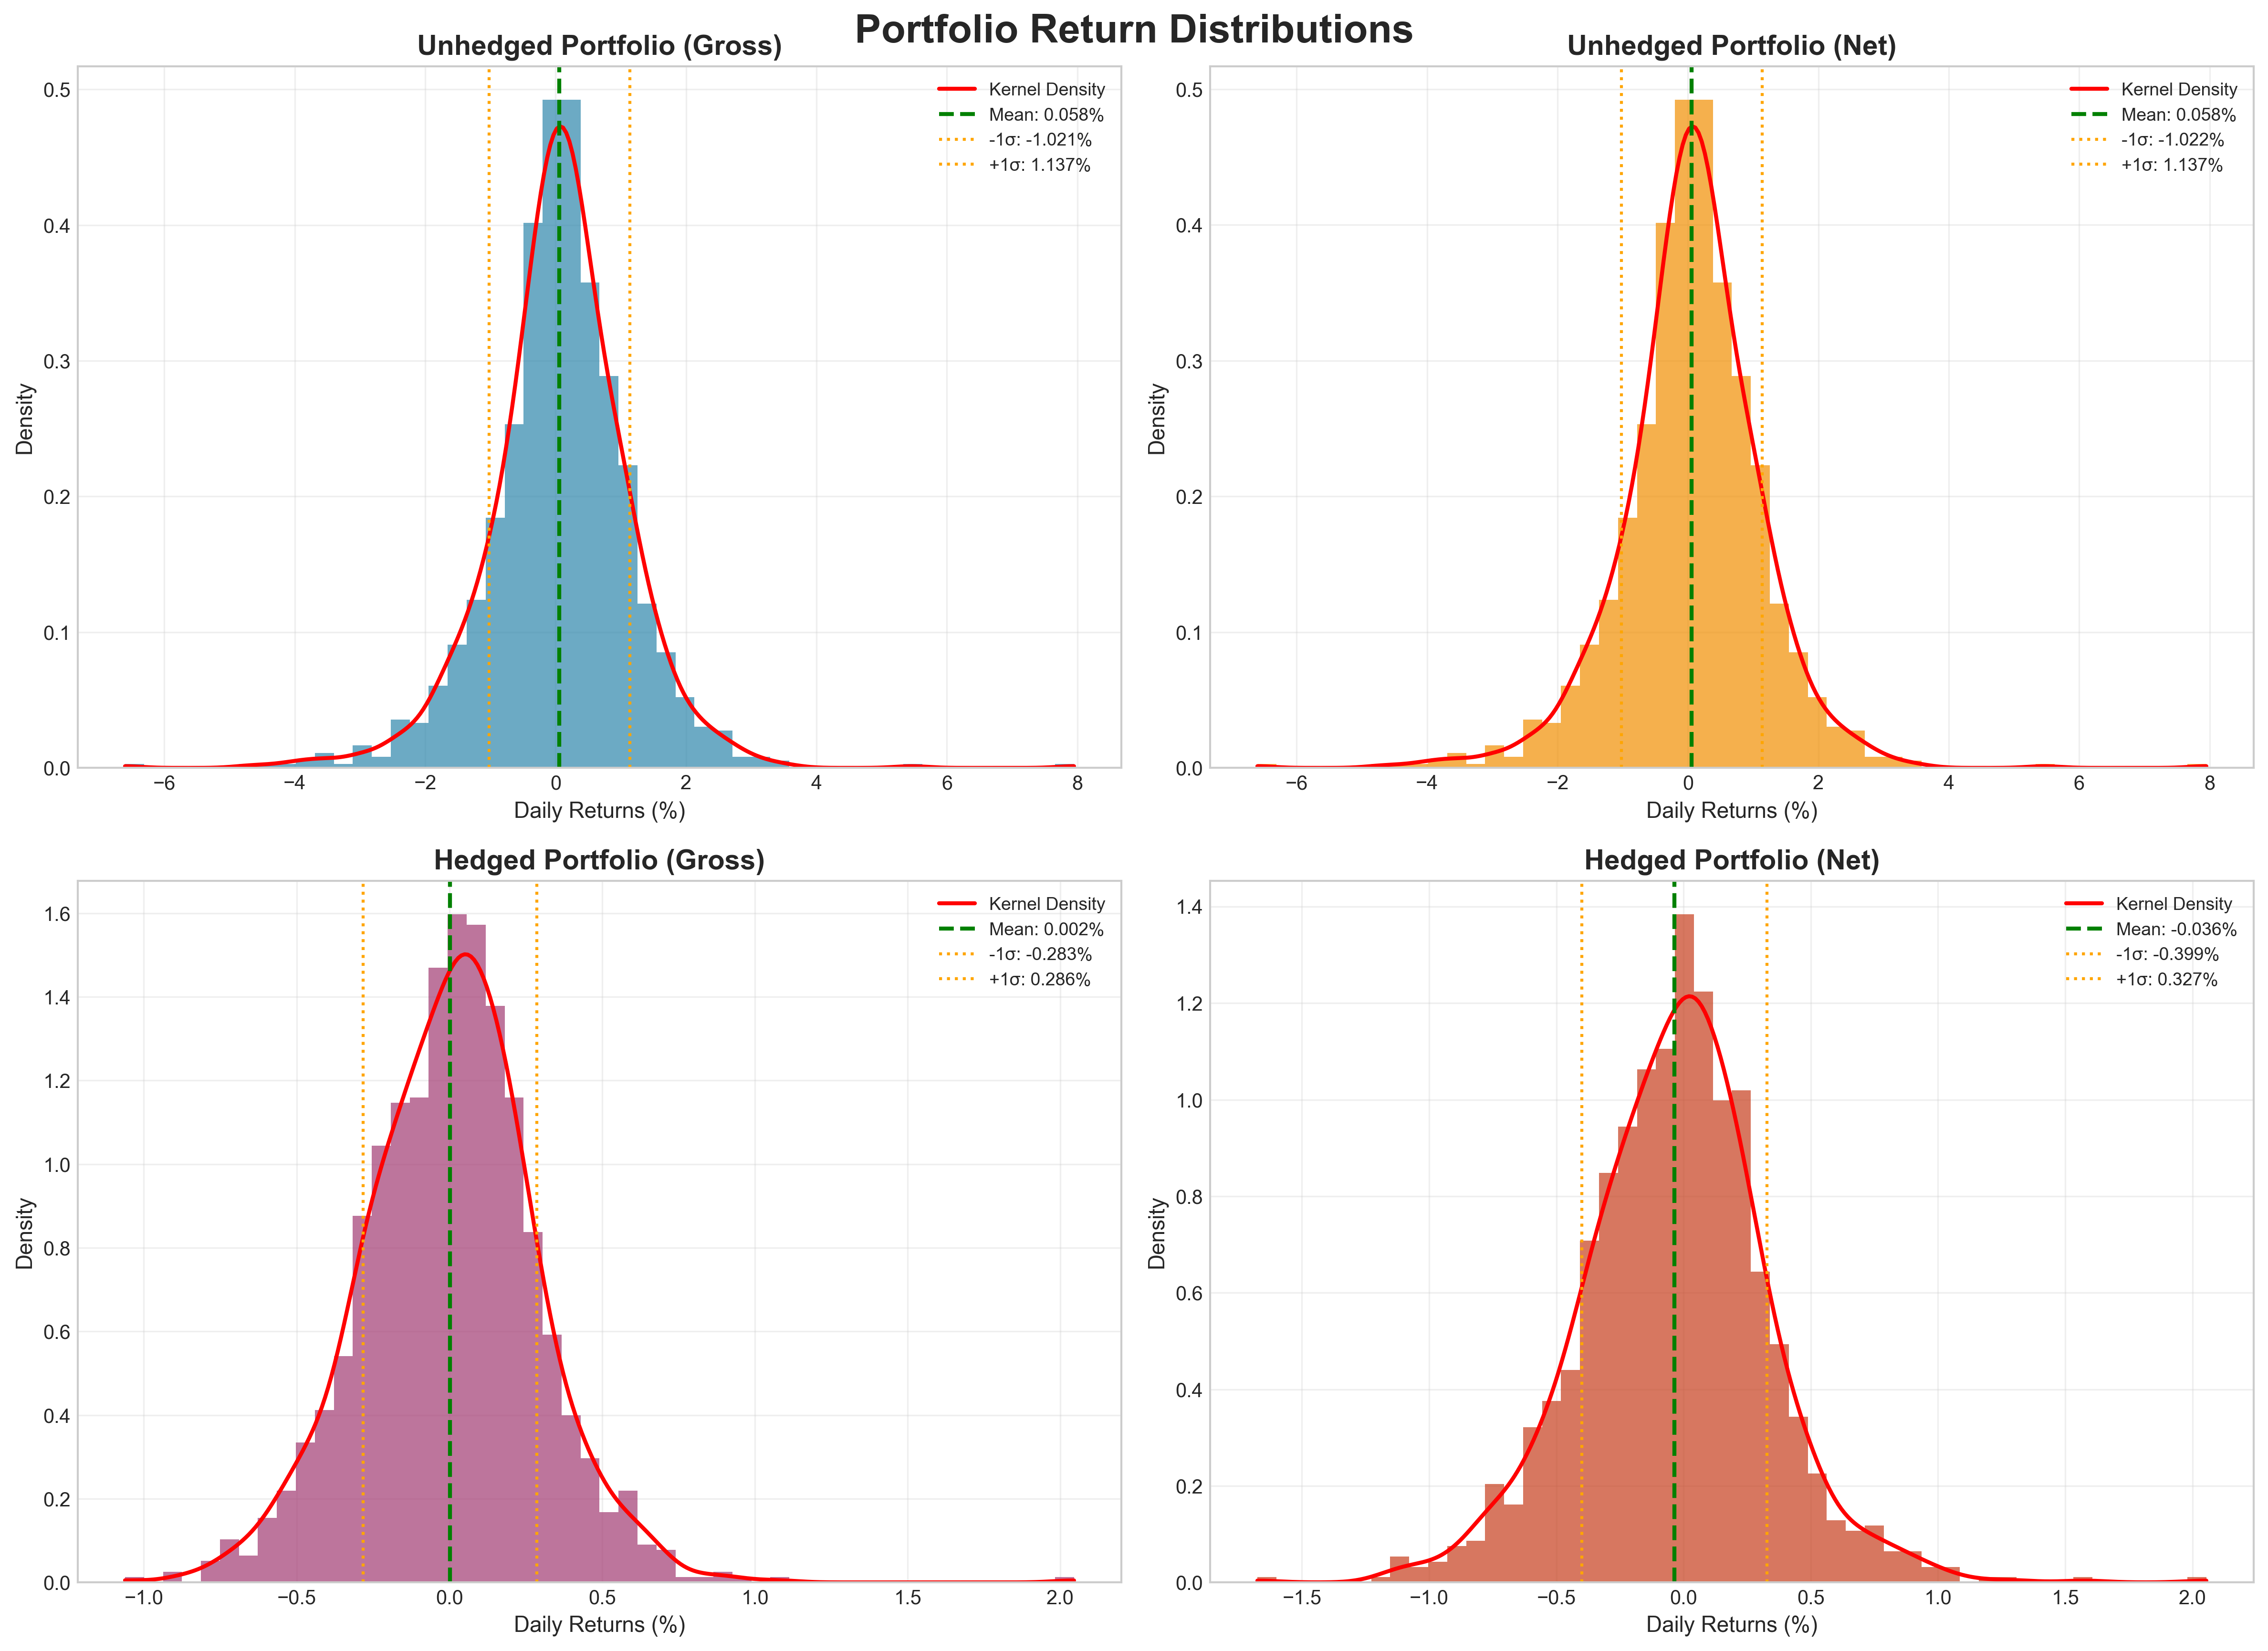 Portfolio Return Distributions
Unhedged Portfolio (Gross)
Kernel Density
Mean: 0.058%
-1σ: -1.021%
+1σ: 1.137%
0.5
0.4
0.3
0.2
0.1
0.0
Density
−6
−4
−2
0
2
4
6
8
Daily Returns (%)
Unhedged Portfolio (Net)
Kernel Density
Mean: 0.058%
-1σ: -1.022%
+1σ: 1.137%
0.5
0.4
0.3
0.2
0.1
0.0
Density
−6
−4
−2
0
2
4
6
8
Daily Returns (%)
Hedged Portfolio (Gross)
Kernel Density
Mean: 0.002%
-1σ: -0.283%
+1σ: 0.286%
1.6
1.4
1.2
1.0
0.8
0.6
0.4
0.2
0.0
Density
−1.0
−0.5
0.0
0.5
1.0
1.5
2.0
Daily Returns (%)
Hedged Portfolio (Net)
Kernel Density
Mean: -0.036%
-1σ: -0.399%
+1σ: 0.327%
1.4
1.2
1.0
0.8
0.6
0.4
0.2
0.0
Density
−1.5
−1.0
−0.5
0.0
0.5
1.0
1.5
2.0
Daily Returns (%)